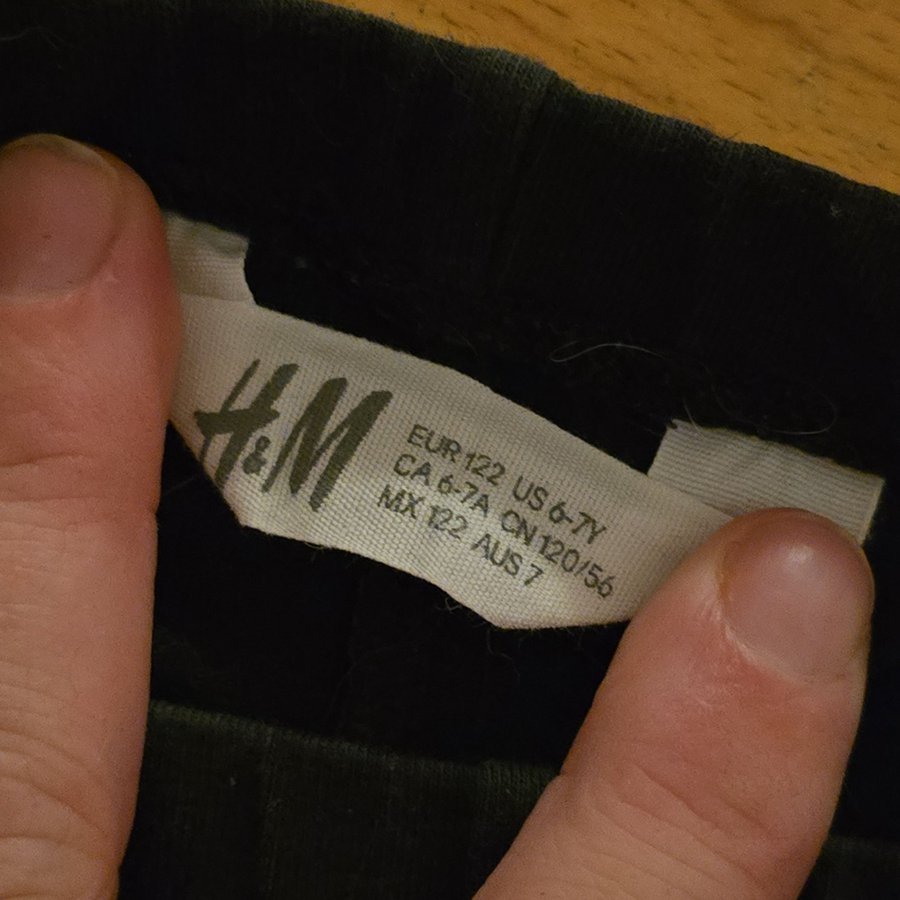 H&M
EUR 122 US 6-7Y
CA 6-7A CN 120/56
MX 122 AUS 7